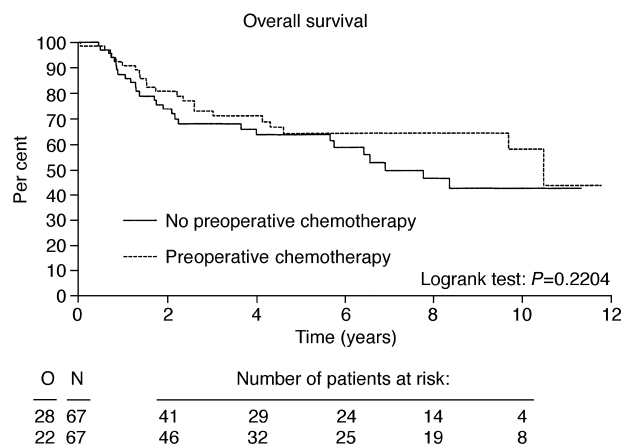 Overall survival
100
90
80
70
60
50
40
30
20
10
0
Per cent
No preoperative chemotherapy
Preoperative chemotherapy
Logrank test: P=0.2204
0 2 4 6 8 10 12
Time (years)
O N Number of patients at risk:
28 67 41 29 24 14 4
22 67 46 32 25 19 8